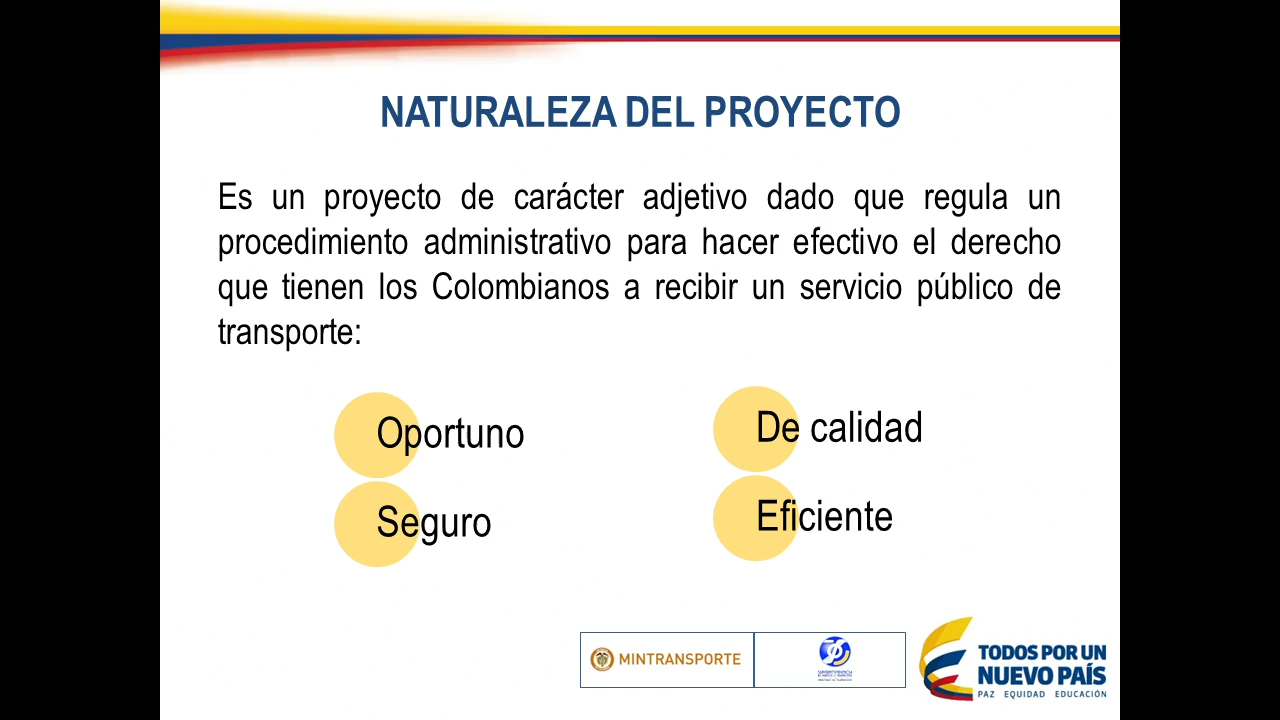 NATURALEZA DEL PROYECTO
Es un proyecto de carácter adjetivo dado que regula un
procedimiento administrativo para hacer efectivo el derecho
que tienen los Colombianos a recibir un servicio público de
transporte:
Oportuno
De calidad
Seguro
Eficiente
MINTRANSPORTE
SUPERINTENDENCIA
TODOS POR UN
NUEVO PAÍS
PAZ EQUIDAD EDUCACIÓN